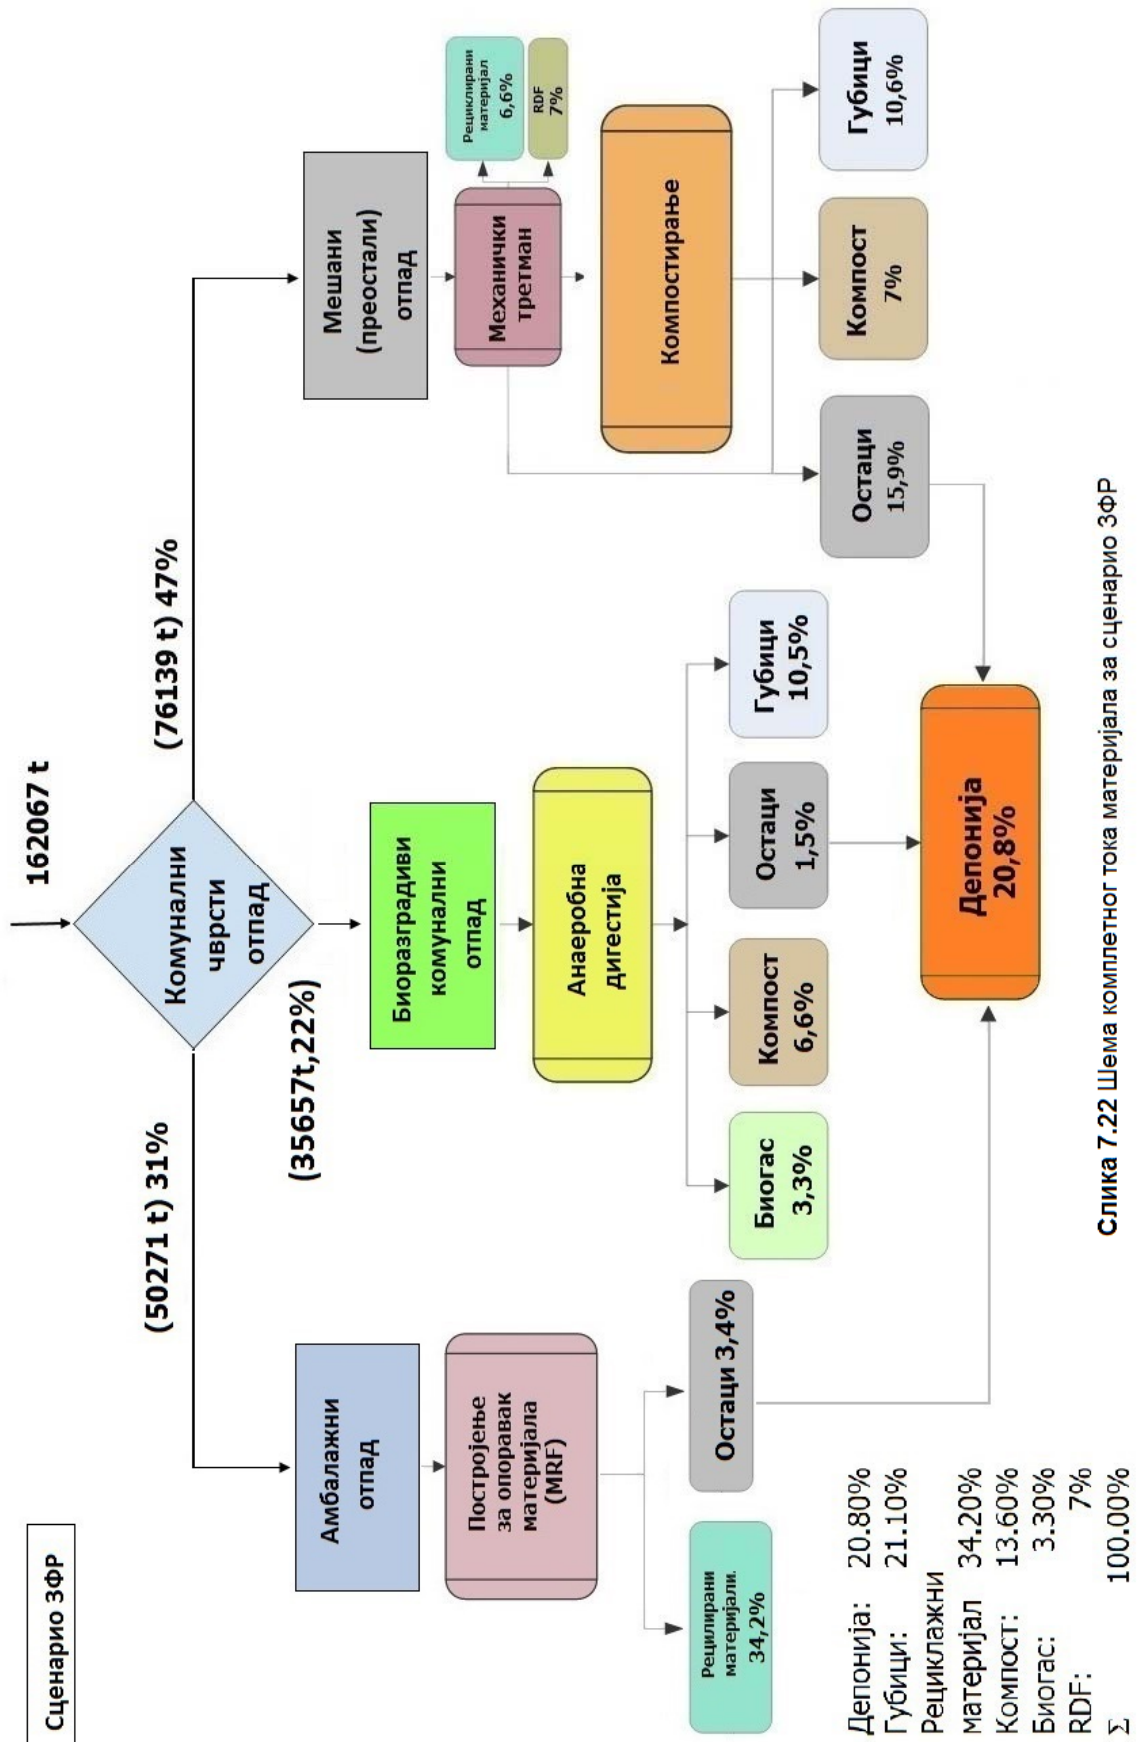 Сценарио 3ФР
162067 t
Комунални
чврсти
отпад
(50271 t) 31%
(35657t,22%)
(76139 t) 47%
Амбалажни
отпад
Биоразградиви
комунални
отпад
Мешани
(преостали)
отпад
Постројење
за опоравак
материјала
(MRF)
Анаеробна
дигестија
Механички
третман
Рециклирани
материјал
6,6%
RDF
7%
Компостирање
Рецилирани
материјали.
34,2%
Остаци 3,4%
Биогас
3,3%
Компост
6,6%
Остаци
1,5%
Губици
10,5%
Остаци
15,9%
Компост
7%
Губици
10,6%
Депонија
20,8%
Депонија: 20.80%
Губици: 21.10%
Рециклажни
материјал 34.20%
Компост: 13.60%
Биогас: 3.30%
RDF: 7%
Σ 100.00%
Слика 7.22 Шема комплетног тока материјала за сценарио 3ФР